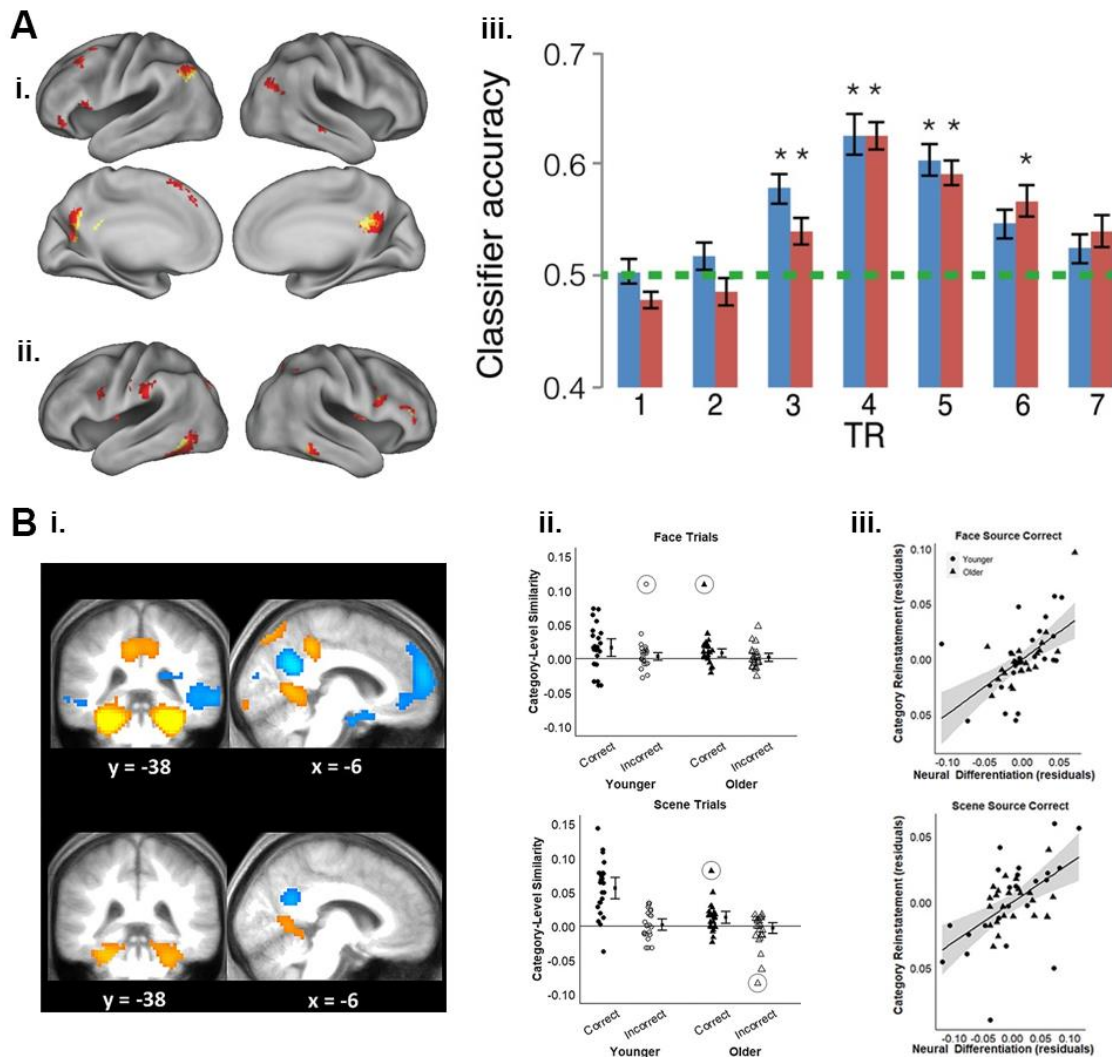 A
i.
ii.
iii.
Classifier accuracy
0.7
0.6
0.5
0.4
* * * * * * *
1 2 3 4 5 6 7
TR
B
i.
y = -38
x = -6
y = -38
x = -6
ii.
Face Trials
Category-Level Similarity
0.15
0.10
0.05
0.00
-0.05
-0.10
Correct Incorrect Correct Incorrect
Younger Older
Scene Trials
Category-Level Similarity
0.15
0.10
0.05
0.00
-0.05
-0.10
Correct Incorrect Correct Incorrect
Younger Older
iii.
Face Source Correct
Younger
Older
Category Reinstatement (residuals)
0.10
0.05
0.00
0.05
-0.10 -0.05 0.00 0.05
Neural Differentiation (residuals)
Scene Source Correct
Category Reinstatement (residuals)
0.05
0.00
0.05
-0.10 -0.05 0.00 0.05 0.10
Neural Differentiation (residuals)